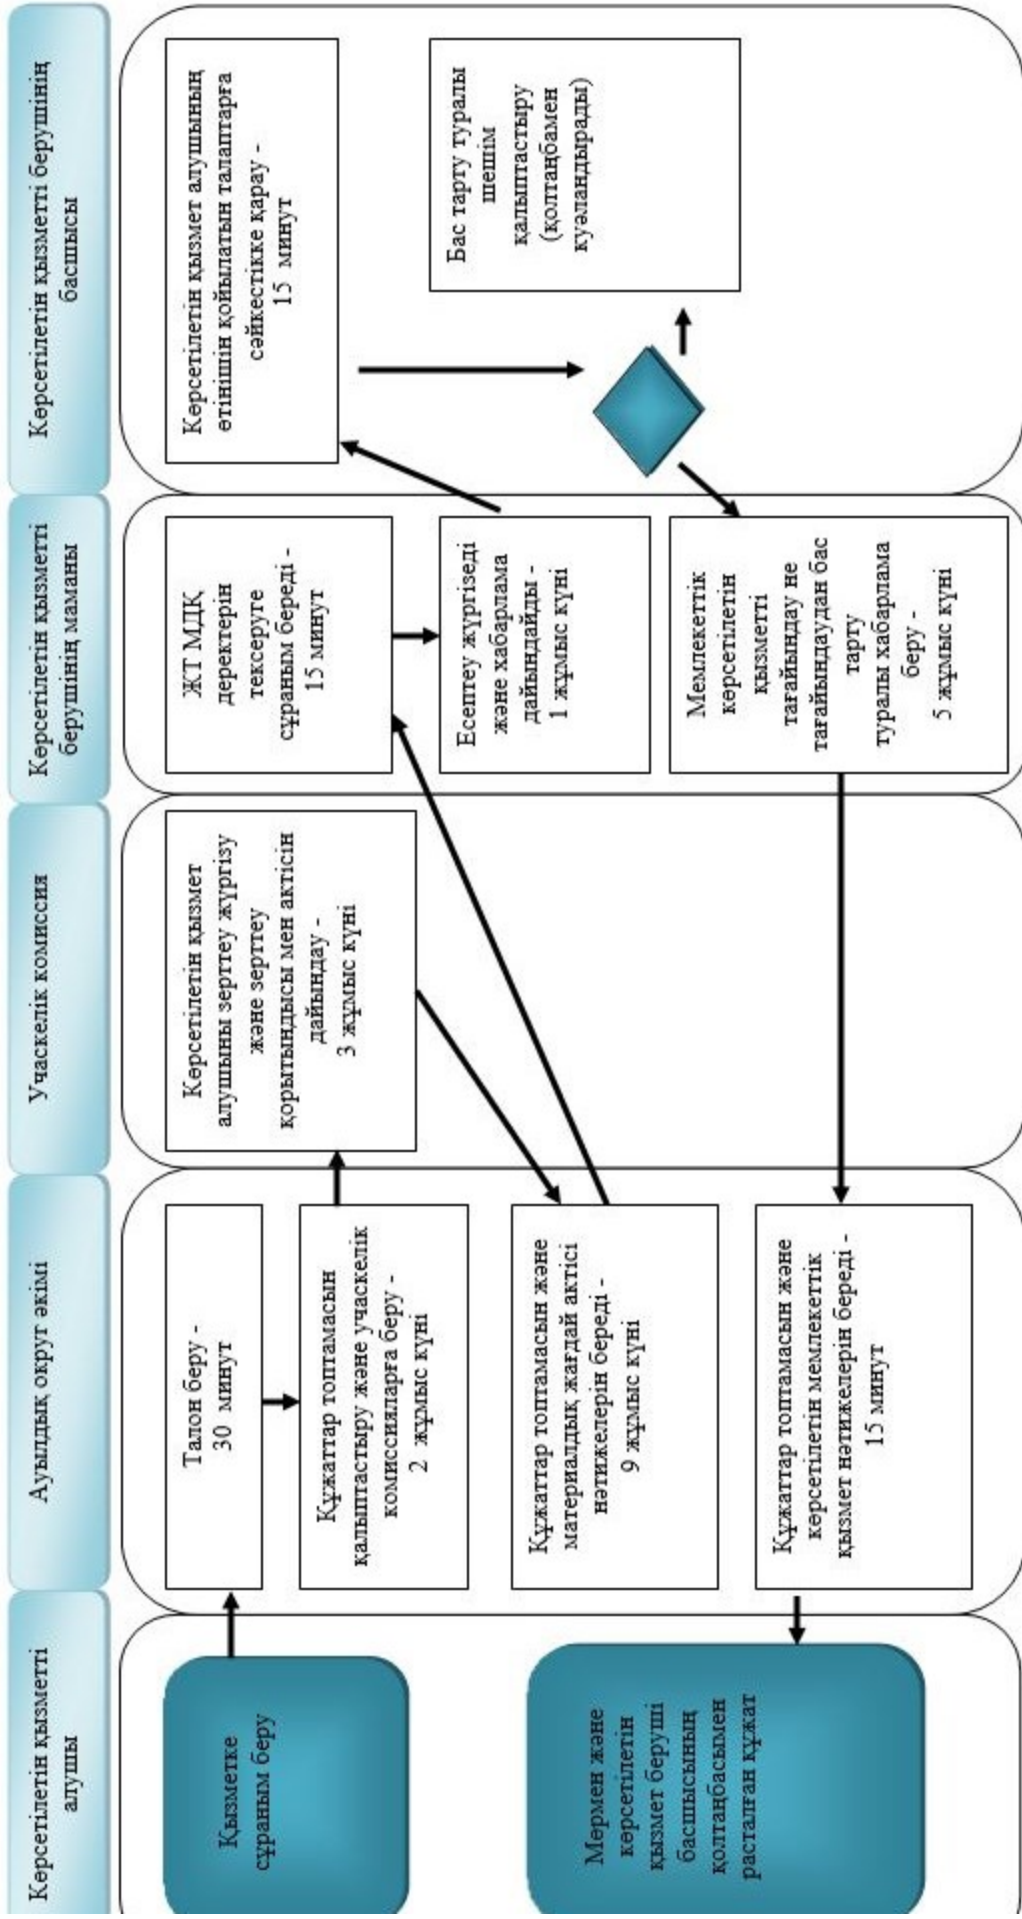 Көрсетілетін қызметті
алушы
Ауылдық округ әкімі
Учаскелік комиссия
Көрсетілетін қызметті
берушінің маманы
Көрсетілетін қызметті берушінің
басшысы
Қызметке
сұраным беру
Мөрмен және
көрсетілетін
қызмет беруші
басшысының
қолтаңбасымен
расталған құжат
Талон беру -
30 минут
Құжаттар топтамасын
қалыптастыру және учаскелік
комиссияларға беру -
2 жұмыс күні
Құжаттар топтамасын және
материалдық жағдай актісі
нәтижелерін береді -
9 жұмыс күні
Құжаттар топтамасын және
көрсетілетін мемлекеттік
қызмет нәтижелерін береді -
15 минут
Көрсетілетін қызмет
алушыны зерттеу жүргізу
және зерттеу
қорытындысы мен актісін
дайындау -
3 жұмыс күні
ЖТ МДҚ
деректерін
тексеруге
сұраным береді -
15 минут
Есептеу жүргізеді
және хабарлама
дайындайды -
1 жұмыс күні
Мемлекеттік
көрсетілетін
қызметті
тағайындау не
тағайындаудан бас
тарту
туралы хабарлама
беру -
5 жұмыс күні
Көрсетілетін қызмет алушының
өтінішін қойылатын талаптарға
сәйкестікке қарау -
15 минут
Бас тарту туралы
шешім
қалыптастыру
(қолтаңбамен
куәландырады)